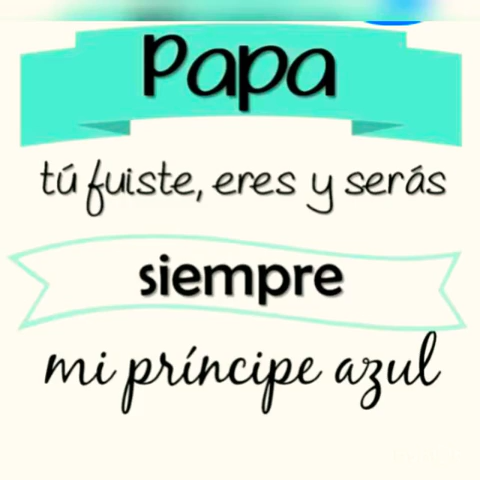 Papa
tú fuiste, eres y serás
siempre
mi príncipe azul